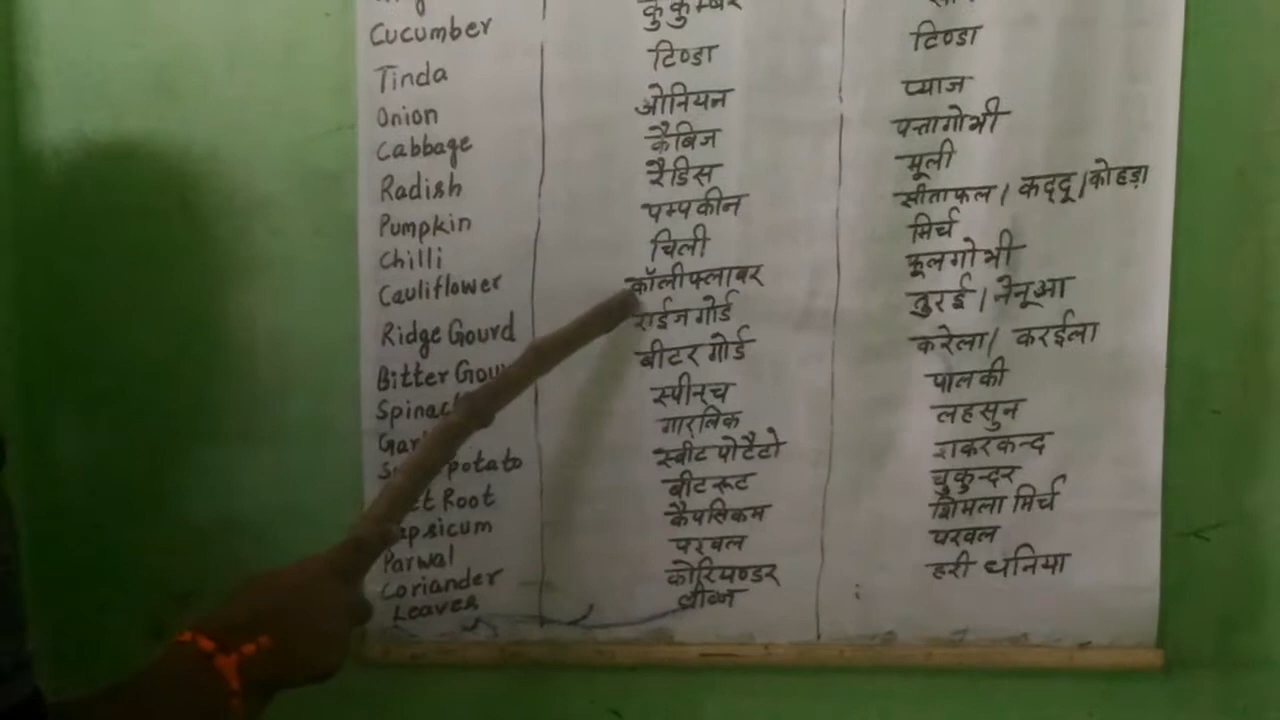 Cucumber कुकुम्बर
Tinda टिण्डा टिण्डा
Onion ओनियन प्याज
Cabbage कैबिज पत्तागोभी
Radish रैडिस मूली
Pumpkin पम्पकीन सीताफल / कद्दू / कोहड़ा
Chilli चिली मिर्च
Cauliflower कॉलीफ्लावर फूलगोभी
Ridge Gourd राईजगोर्ड तुरई / नेनूआ
Bitter बीटर गोर्ड करेला / करईला
स्पीनच पालकी
गारलिक लहसुन
potato स्वीट पोटैटो शकरकन्द
Root बीटरूट चुकुन्दर
कैपसिकम शिमला मिर्च
Parwal परवल परवल
Coriander कोरियण्डर हरी धनिया
Leaves लीव्ज